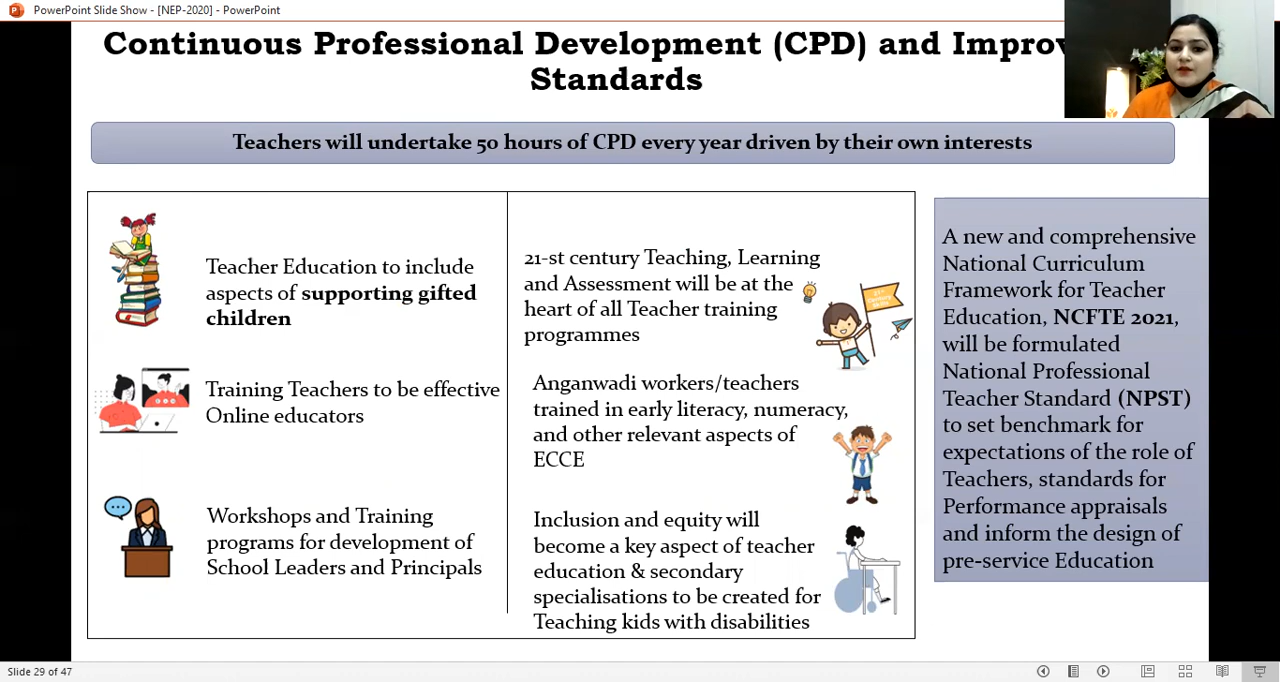 PowerPoint Slide Show - [NEP-2020] - PowerPoint
Continuous Professional Development (CPD) and Improv
Standards
Teachers will undertake 50 hours of CPD every year driven by their own interests
Teacher Education to include
aspects of supporting gifted
children
Training Teachers to be effective
Online educators
Workshops and Training
programs for development of
School Leaders and Principals
21-st century Teaching, Learning
and Assessment will be at the
heart of all Teacher training
programmes
Anganwadi workers/teachers
trained in early literacy, numeracy,
and other relevant aspects of
ECCE
Inclusion and equity will
become a key aspect of teacher
education & secondary
specialisations to be created for
Teaching kids with disabilities
A new and comprehensive
National Curriculum
Framework for Teacher
Education, NCFTE 2021,
will be formulated
National Professional
Teacher Standard (NPST)
to set benchmark for
expectations of the role of
Teachers, standards for
Performance appraisals
and inform the design of
pre-service Education
Slide 29 of 47